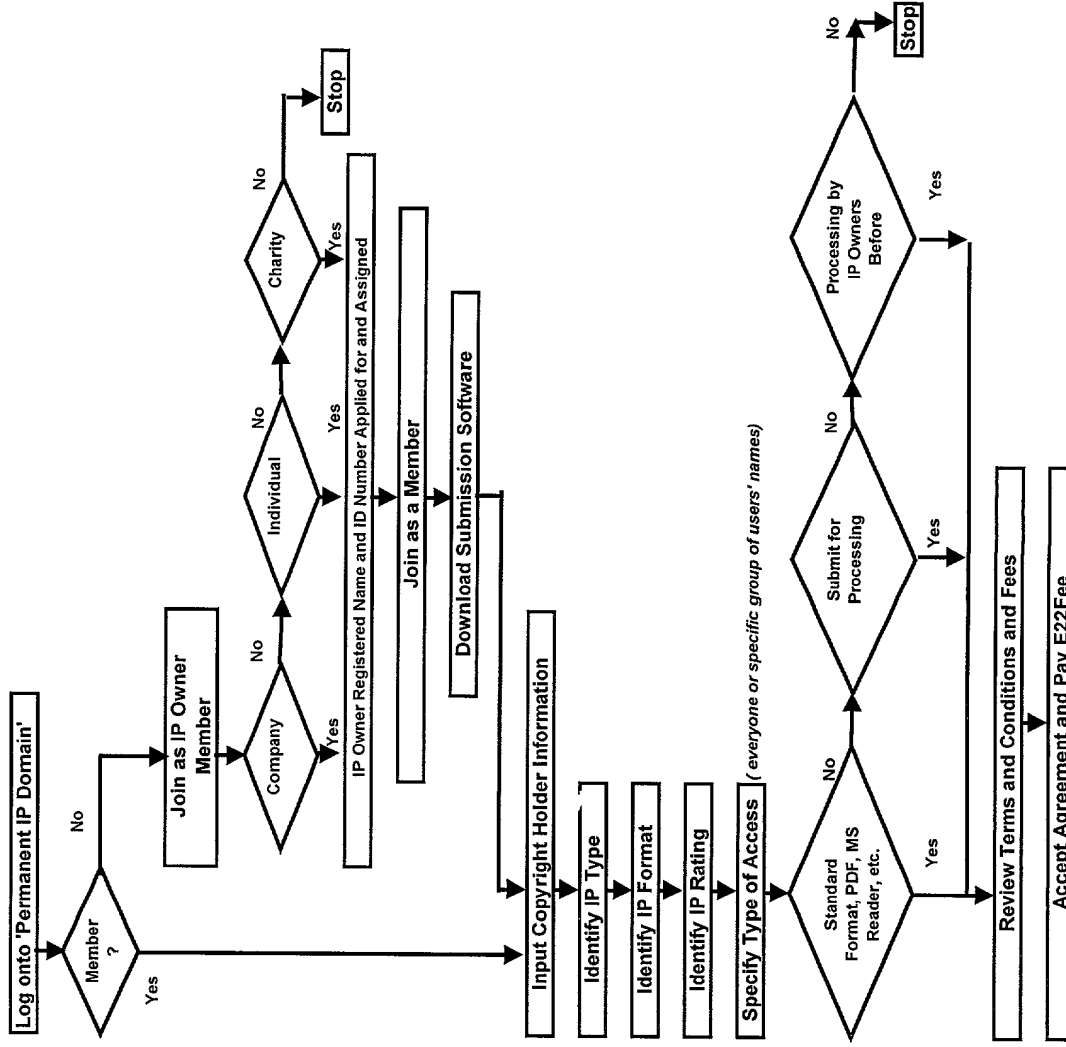 Log onto 'Permanent IP Domain'
Member
?
No
Yes
Join as IP Owner
Member
Company
No
Yes
Individual
No
Yes
Charity
No
Yes
Stop
IP Owner Registered Name and ID Number Applied for and Assigned
Join as a Member
Download Submission Software
Input Copyright Holder Information
Identify IP Type
Identify IP Format
Identify IP Rating
Specify Type of Access
( everyone or specific group of users' names)
Standard
Format, PDF, MS
Reader, etc.
No
Yes
Submit for
Processing
No
Yes
Processing by
IP Owners
Before
No
Yes
Stop
Review Terms and Conditions and Fees
Accept Agreement and Pay E22Fee